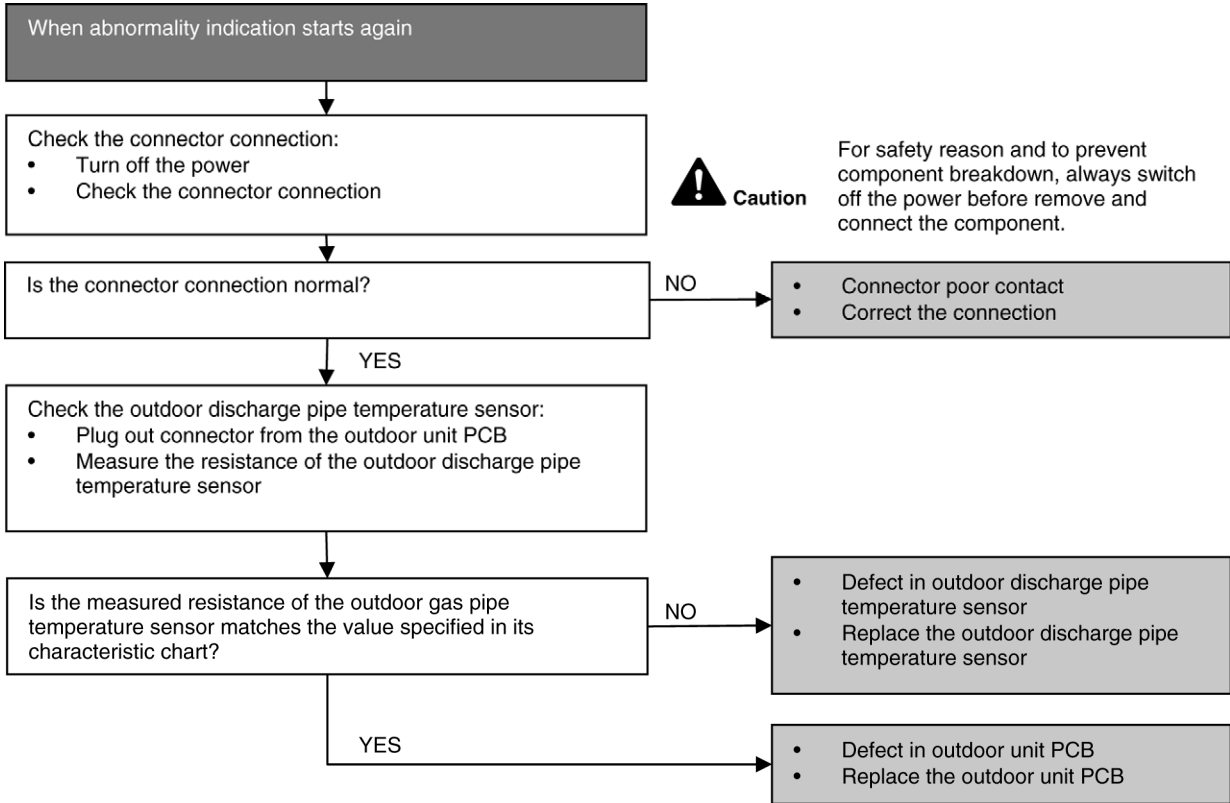 When abnormality indication starts again
Check the connector connection:
• Turn off the power
• Check the connector connection
Caution
For safety reason and to prevent
component breakdown, always switch
off the power before remove and
connect the component.
Is the connector connection normal?
NO
• Connector poor contact
• Correct the connection
YES
Check the outdoor discharge pipe temperature sensor:
• Plug out connector from the outdoor unit PCB
• Measure the resistance of the outdoor discharge pipe
temperature sensor
Is the measured resistance of the outdoor gas pipe
temperature sensor matches the value specified in its
characteristic chart?
NO
• Defect in outdoor discharge pipe
temperature sensor
• Replace the outdoor discharge pipe
temperature sensor
YES
• Defect in outdoor unit PCB
• Replace the outdoor unit PCB